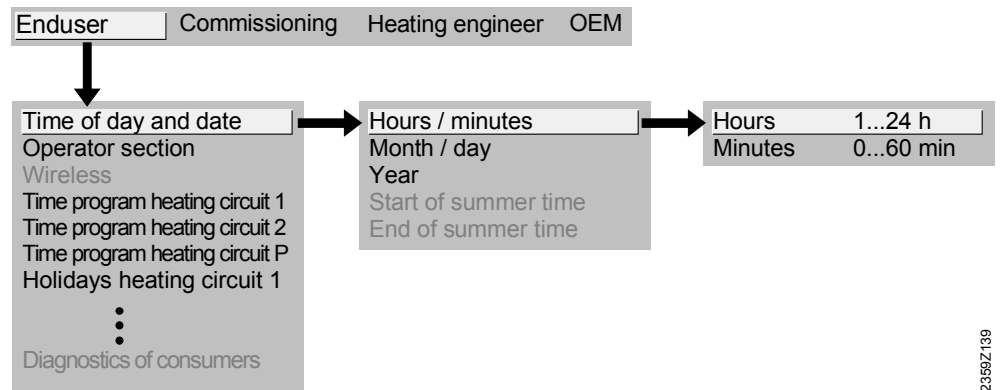 Enduser Commissioning Heating engineer OEM
Time of day and date
Operator section
Wireless
Time program heating circuit 1
Time program heating circuit 2
Time program heating circuit P
Holidays heating circuit 1
Diagnostics of consumers
Hours / minutes
Month / day
Year
Start of summer time
End of summer time
Hours 1...24 h
Minutes 0...60 min
2359Z139